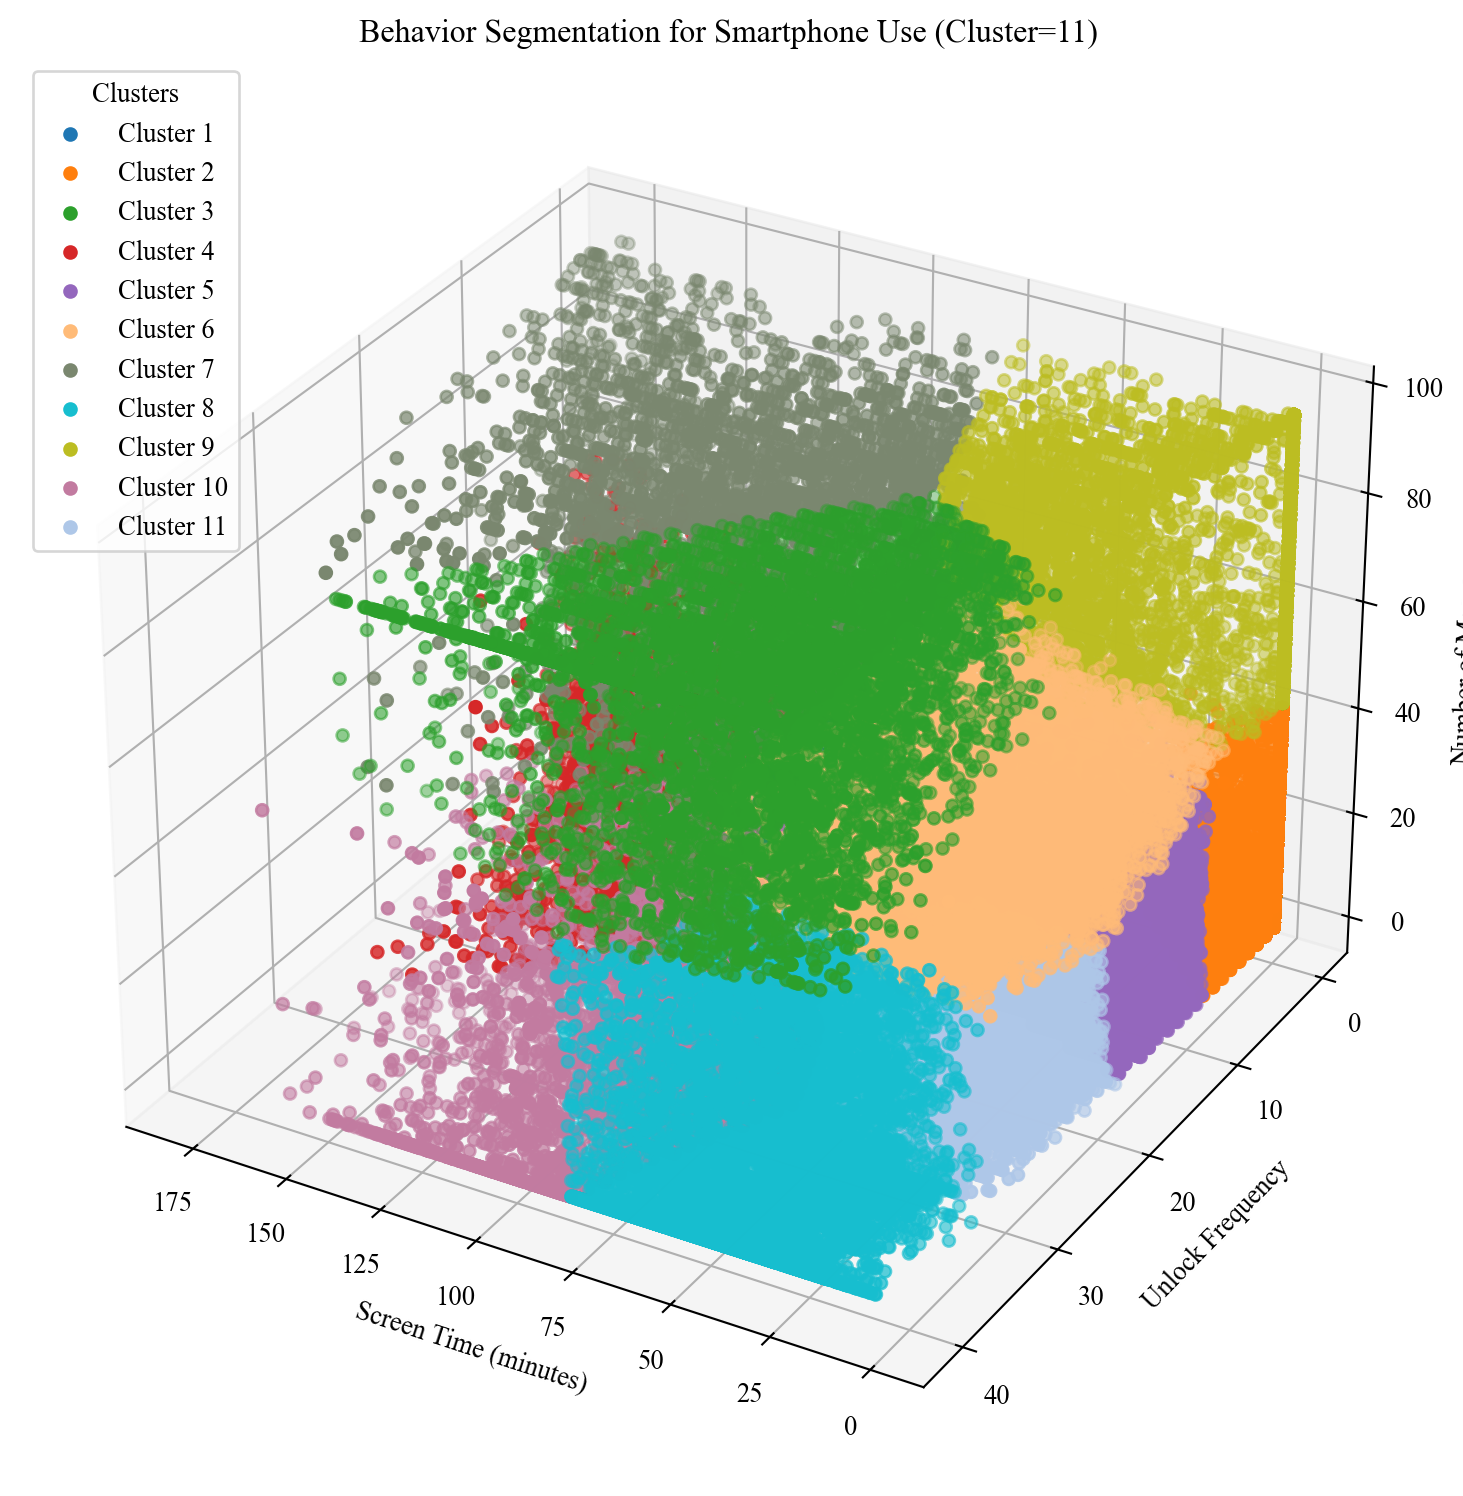 Behavior Segmentation for Smartphone Use (Cluster=11)
Clusters
Cluster 1
Cluster 2
Cluster 3
Cluster 4
Cluster 5
Cluster 6
Cluster 7
Cluster 8
Cluster 9
Cluster 10
Cluster 11
100
80
60
40
20
0
Number of
0
10
20
30
40
Unlock Frequency
175
150
125
100
75
50
25
0
Screen Time (minutes)